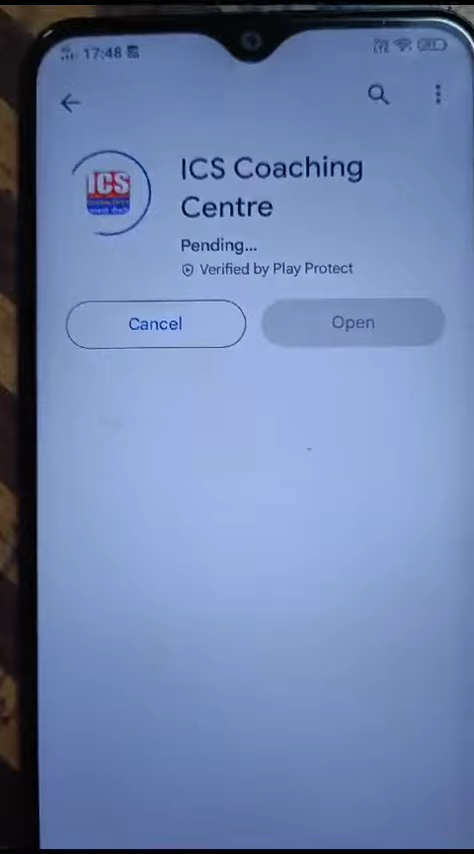 17:48
ICS Coaching
Centre
ICS
Pending...
Verified by Play Protect
Cancel
Open